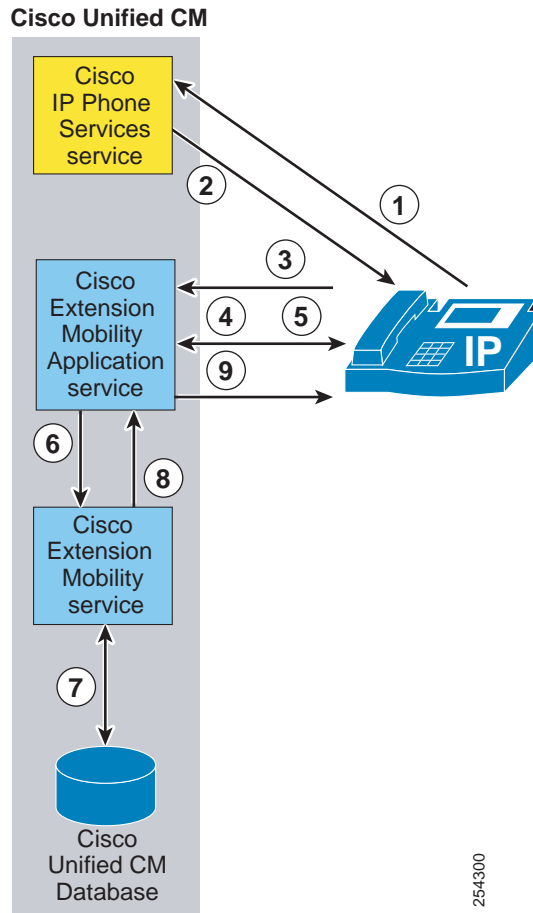 Cisco Unified CM
Cisco
IP Phone
Services
service
2
1
3
Cisco
Extension
Mobility
Application
service
4
5
9
IP
6
8
Cisco
Extension
Mobility
service
7
Cisco
Unified CM
Database
254300